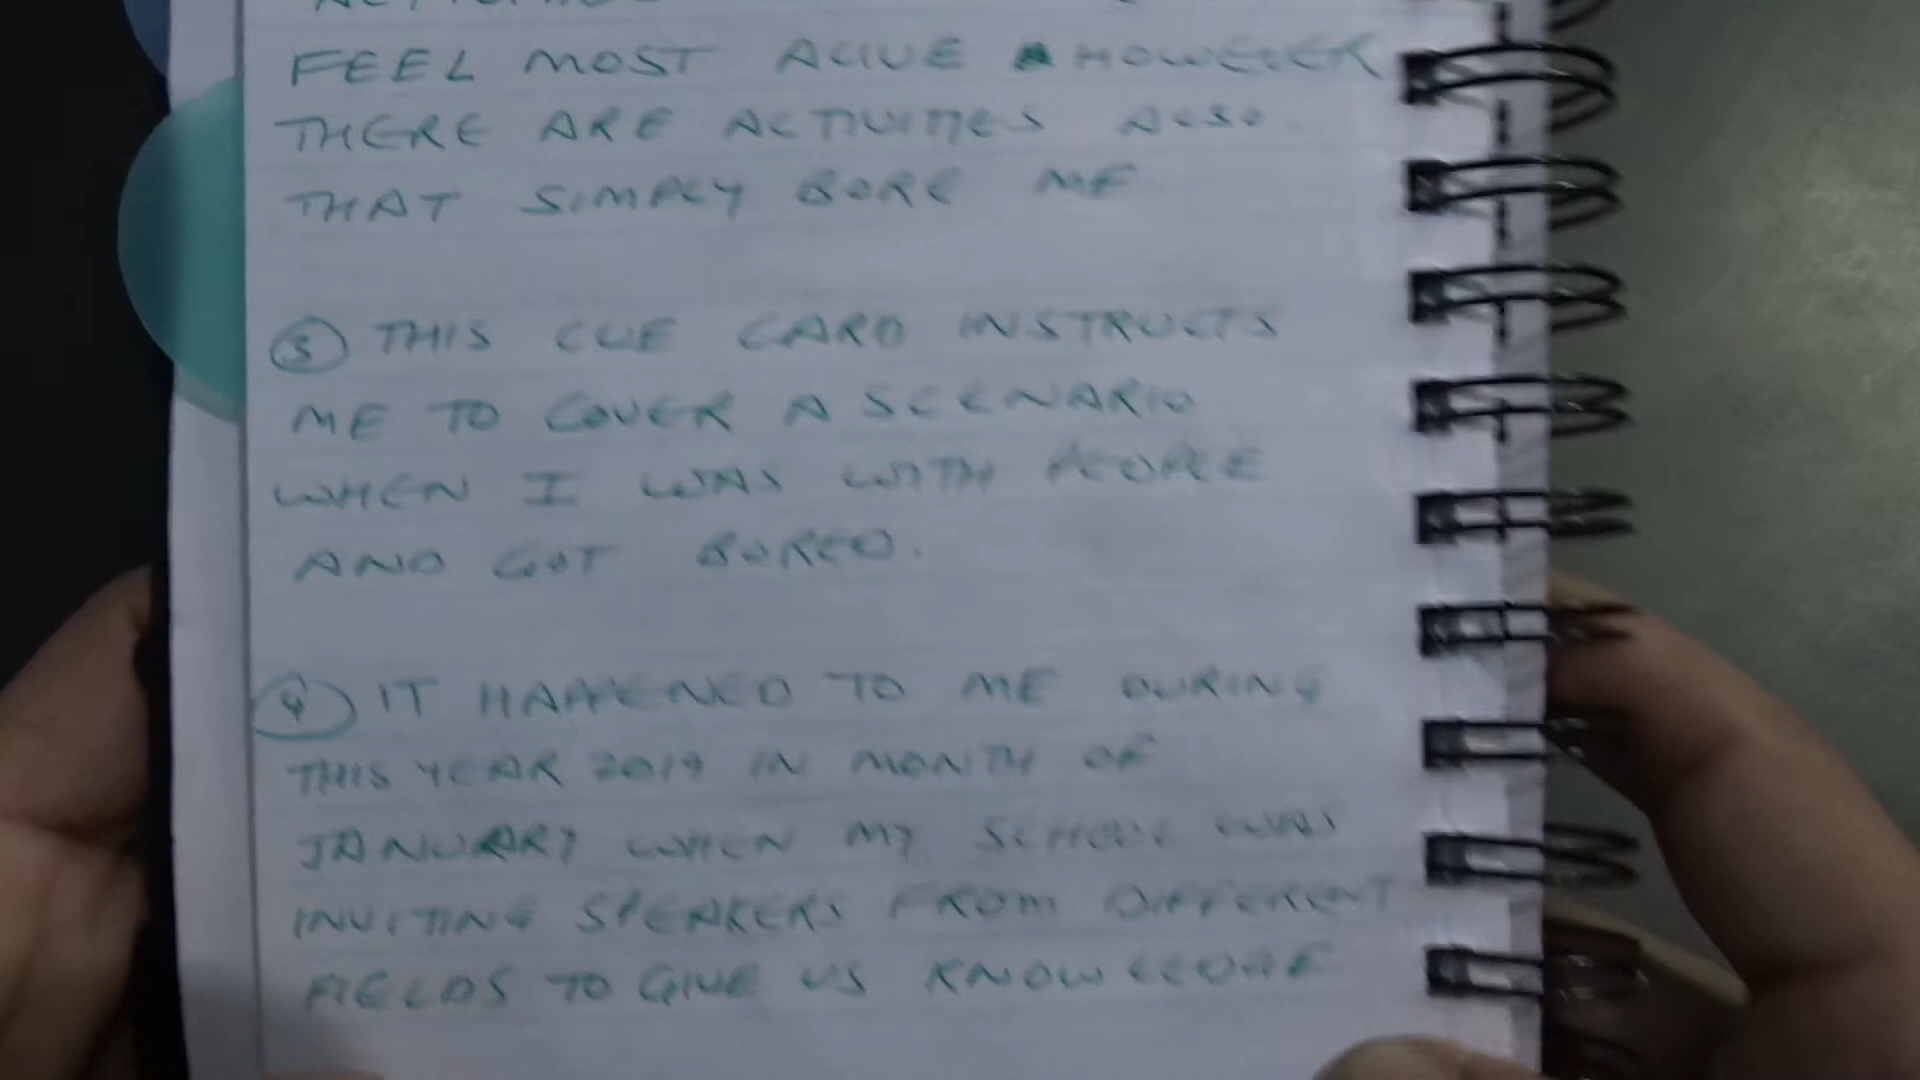 FEEL MOST ALIVE HOWEVER
THERE ARE ACTIVITIES ALSO.
THAT SIMPLY BORE ME
③ THIS CUE CARD INSTRUCTS
ME TO COVER A SCENARIO
WHEN I WAS WITH PEOPLE
AND GOT BORED.
④ IT HAPPENED TO ME DURING
THIS YEAR 2019 IN MONTH OF
JANUARY WHEN MY SCHOOL WAS
INVITING SPEAKERS FROM DIFFERENT
FIELDS TO GIVE US KNOWLEDGE